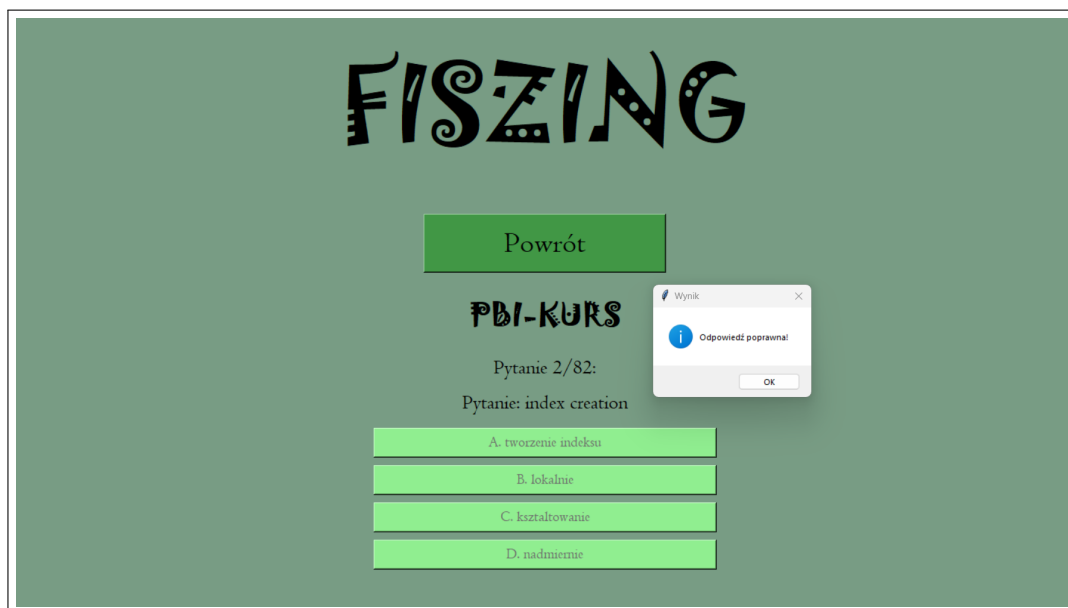 FISZING
Powrót
PBI-KURS
Wynik
Odpowiedź poprawna!
OK
Pytanie 2/82:
Pytanie: index creation
A. tworzenie indeksu
B. lokalnie
C. kształtowanie
D. nadmiernie